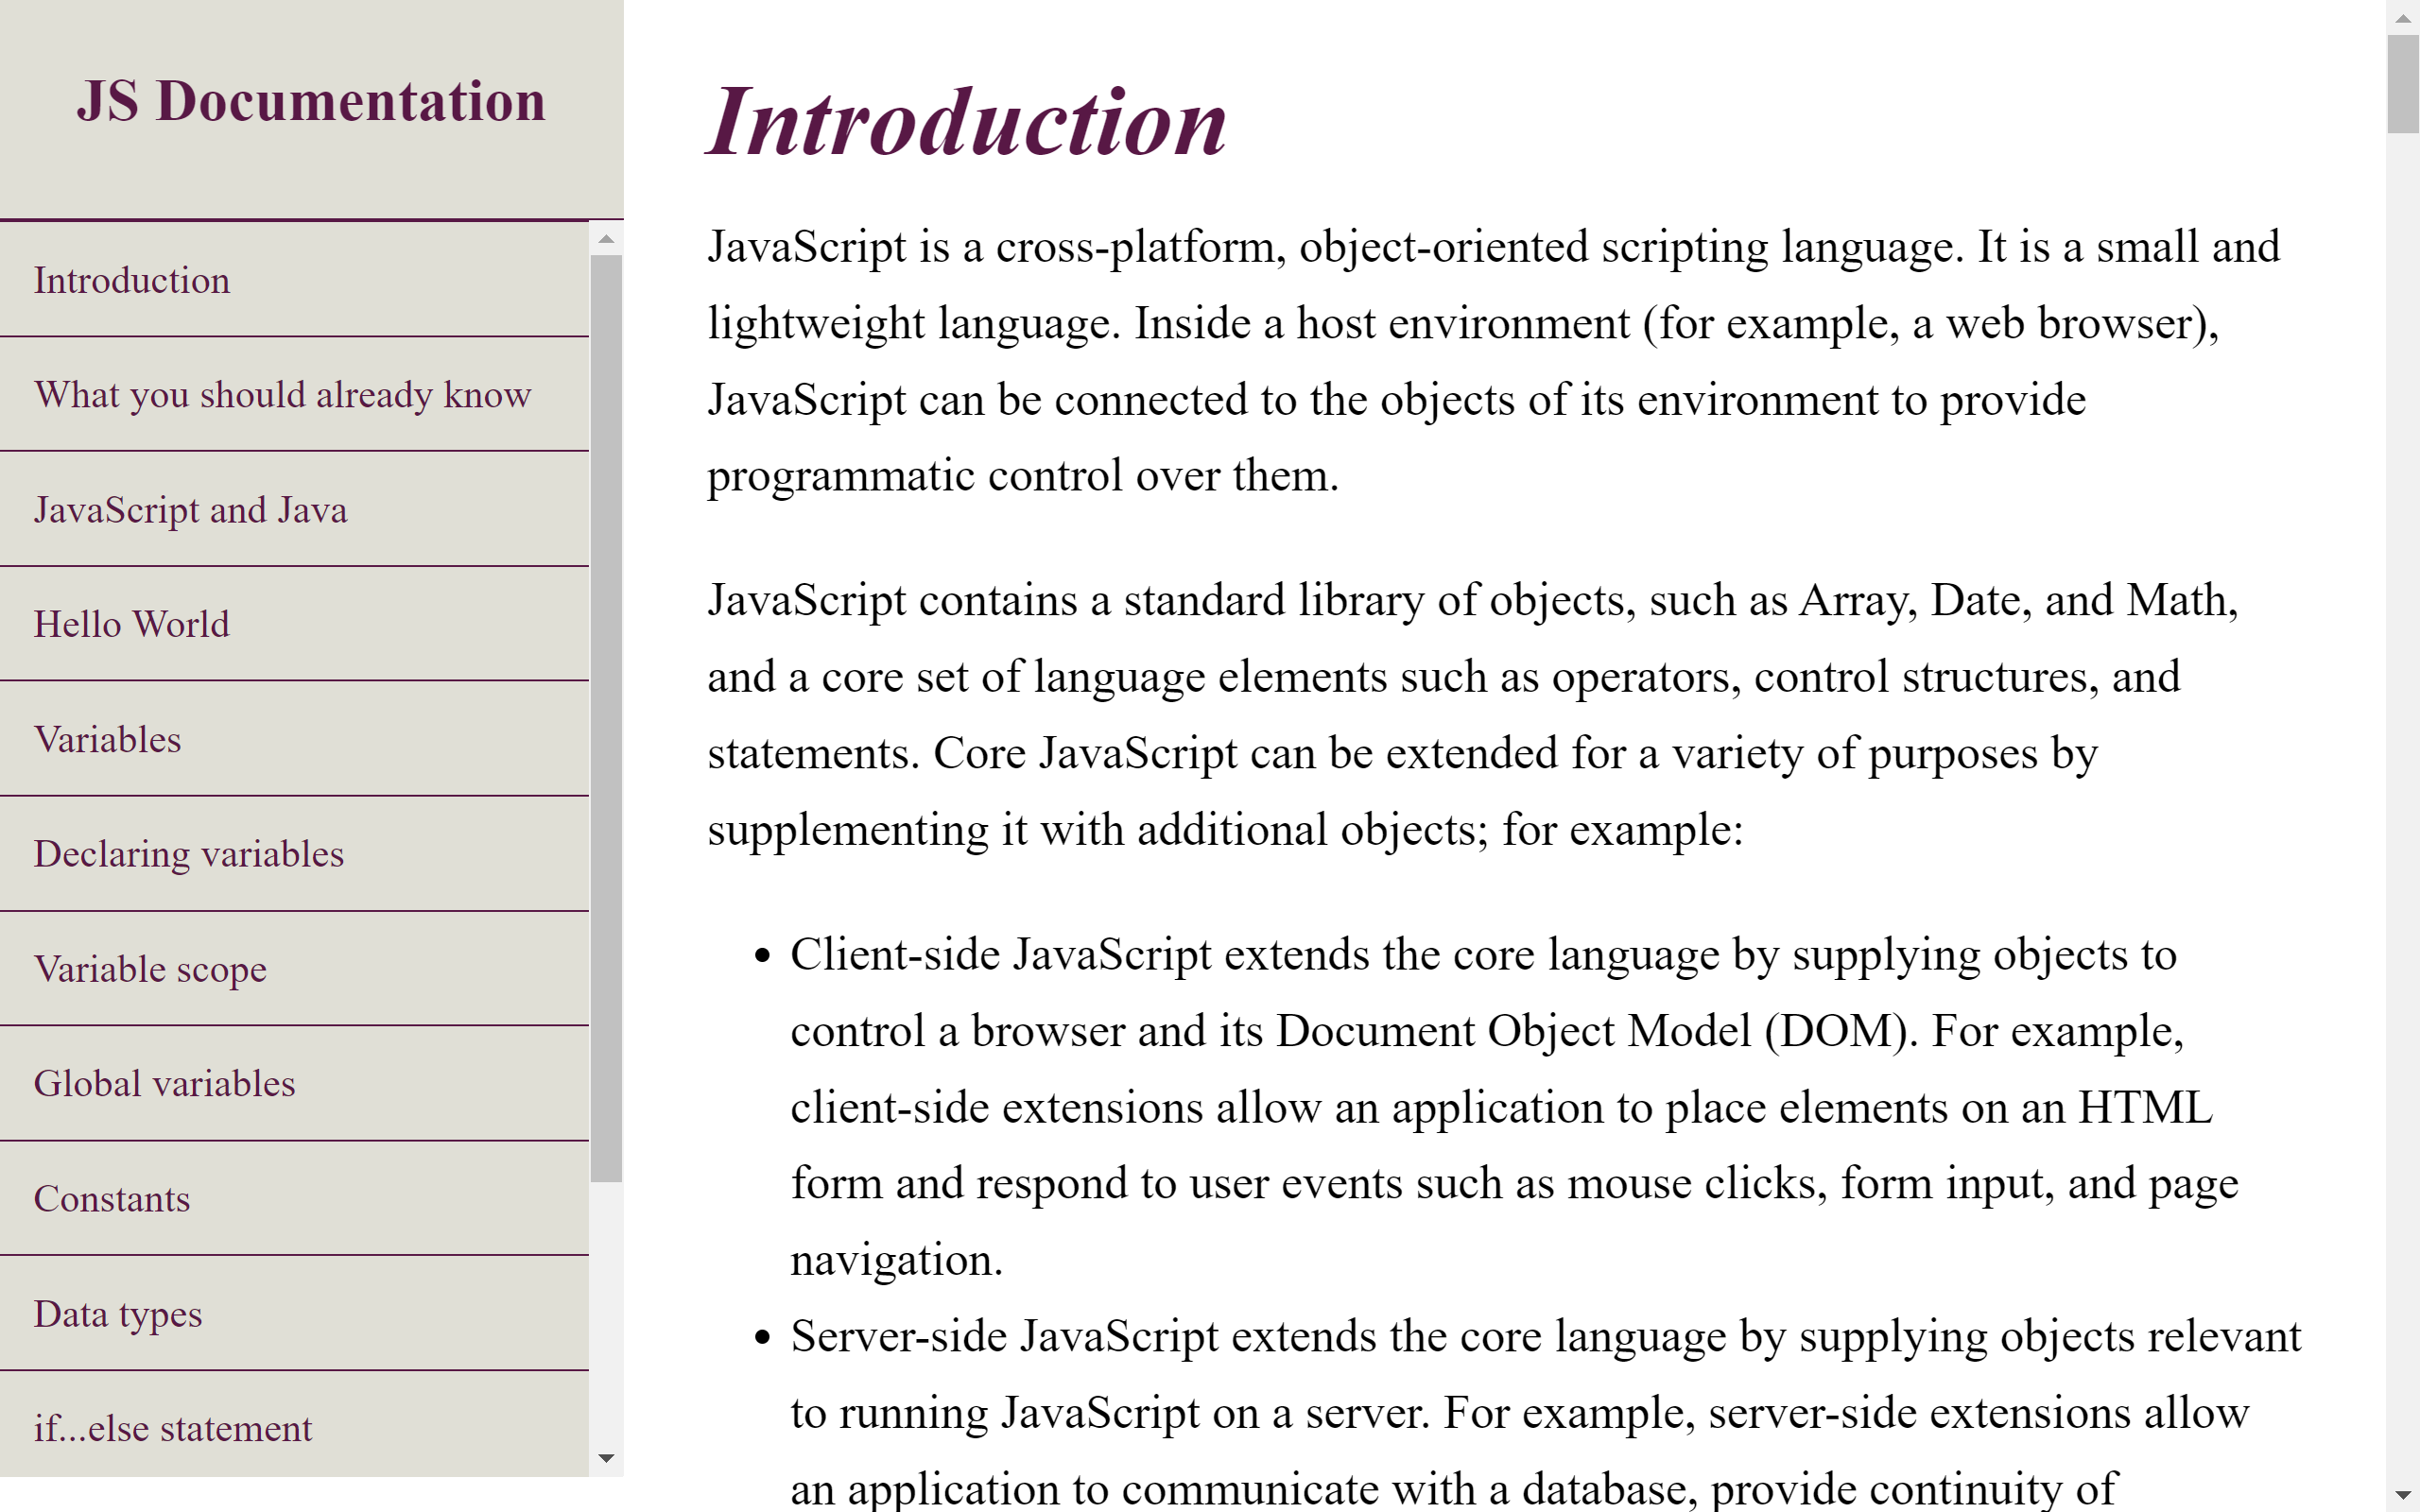 JS Documentation
Introduction
What you should already know
JavaScript and Java
Hello World
Variables
Declaring variables
Variable scope
Global variables
Constants
Data types
if...else statement
Introduction
JavaScript is a cross-platform, object-oriented scripting language. It is a small and
lightweight language. Inside a host environment (for example, a web browser),
JavaScript can be connected to the objects of its environment to provide
programmatic control over them.
JavaScript contains a standard library of objects, such as Array, Date, and Math,
and a core set of language elements such as operators, control structures, and
statements. Core JavaScript can be extended for a variety of purposes by
supplementing it with additional objects; for example:
• Client-side JavaScript extends the core language by supplying objects to
control a browser and its Document Object Model (DOM). For example,
client-side extensions allow an application to place elements on an HTML
form and respond to user events such as mouse clicks, form input, and page
navigation.
• Server-side JavaScript extends the core language by supplying objects relevant
to running JavaScript on a server. For example, server-side extensions allow
an application to communicate with a database, provide continuity of